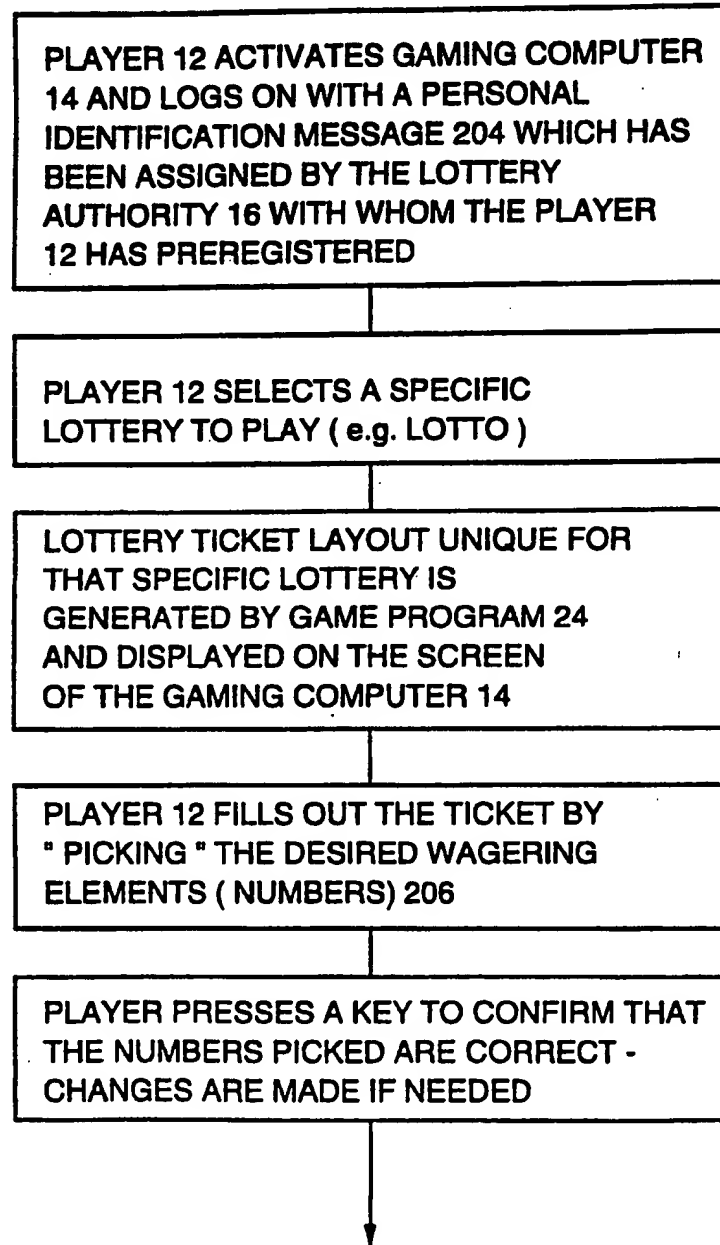 PLAYER 12 ACTIVATES GAMING COMPUTER
14 AND LOGS ON WITH A PERSONAL
IDENTIFICATION MESSAGE 204 WHICH HAS
BEEN ASSIGNED BY THE LOTTERY
AUTHORITY 16 WITH WHOM THE PLAYER
12 HAS PREREGISTERED
PLAYER 12 SELECTS A SPECIFIC
LOTTERY TO PLAY ( e.g. LOTTO )
LOTTERY TICKET LAYOUT UNIQUE FOR
THAT SPECIFIC LOTTERY IS
GENERATED BY GAME PROGRAM 24
AND DISPLAYED ON THE SCREEN
OF THE GAMING COMPUTER 14
PLAYER 12 FILLS OUT THE TICKET BY
" PICKING " THE DESIRED WAGERING
ELEMENTS ( NUMBERS) 206
PLAYER PRESSES A KEY TO CONFIRM THAT
THE NUMBERS PICKED ARE CORRECT -
CHANGES ARE MADE IF NEEDED